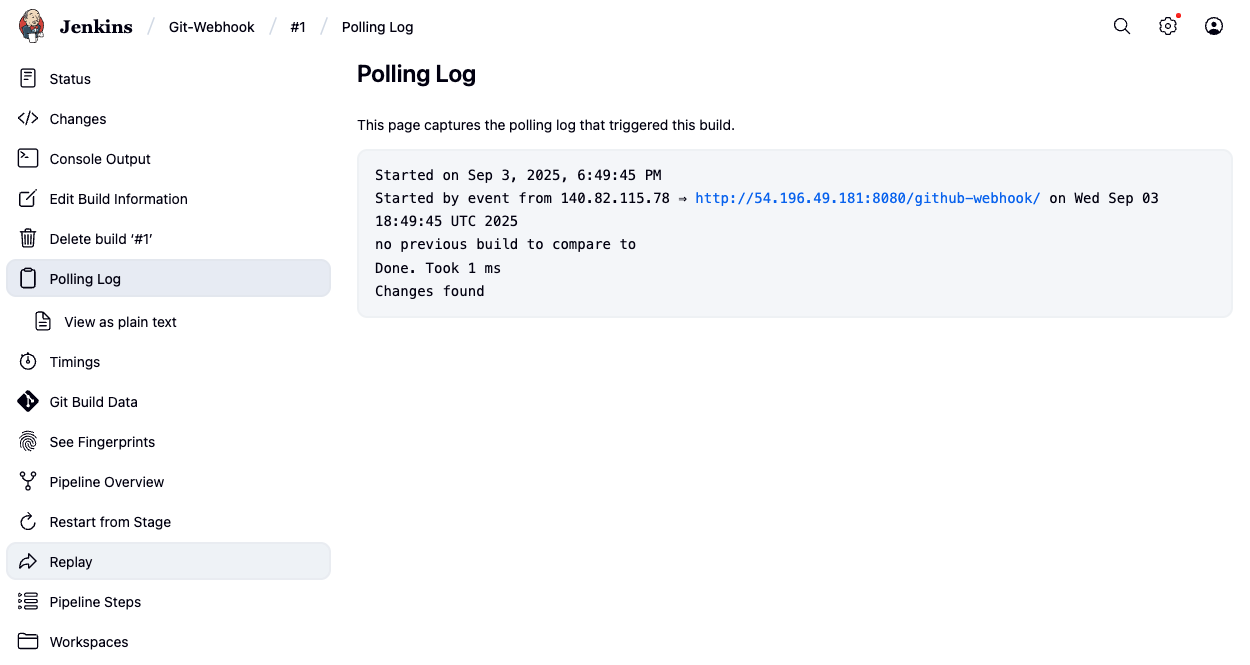 Jenkins / Git-Webhook / #1 / Polling Log
Status
Changes
Console Output
Edit Build Information
Delete build ‘#1’
Polling Log
View as plain text
Timings
Git Build Data
See Fingerprints
Pipeline Overview
Restart from Stage
Replay
Pipeline Steps
Workspaces
Polling Log
This page captures the polling log that triggered this build.
Started on Sep 3, 2025, 6:49:45 PM
Started by event from 140.82.115.78 ⇒ http://54.196.49.181:8080/github-webhook/ on Wed Sep 03
18:49:45 UTC 2025
no previous build to compare to
Done. Took 1 ms
Changes found